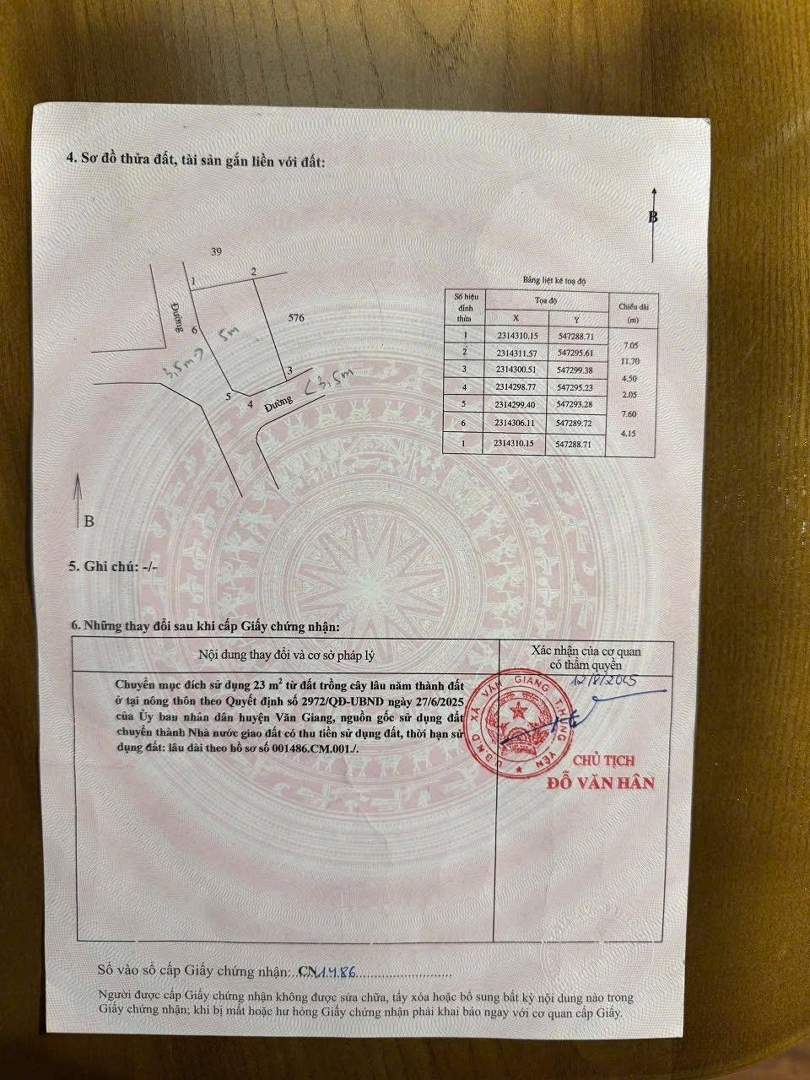 4. Sơ đồ thửa đất, tài sản gắn liền với đất:
B
39
1
2
Đường
576
6
5m
3,5m
3
3,5m
5
4
Đường
B
Bảng liệt kê toạ độ
Số hiệu đỉnh thửa | Toạ độ | Chiều dài (m)
X | Y
1 | 2314310.15 | 547288.71
7.05
2 | 2314311.57 | 547295.61
11.70
3 | 2314300.51 | 547299.38
4.50
4 | 2314298.77 | 547295.23
2.05
5 | 2314299.40 | 547293.28
7.60
6 | 2314306.11 | 547289.72
4.15
1 | 2314310.15 | 547288.71
5. Ghi chú: -/-
6. Những thay đổi sau khi cấp Giấy chứng nhận:
Nội dung thay đổi và cơ sở pháp lý
Xác nhận của cơ quan
có thẩm quyền
Chuyển mục đích sử dụng 23 m² từ đất trồng cây lâu năm thành đất
ở tại nông thôn theo Quyết định số 2972/QĐ-UBND ngày 27/6/2025
của Ủy ban nhân dân huyện Văn Giang, nguồn gốc sử dụng đất
chuyển thành Nhà nước giao đất có thu tiền sử dụng đất, thời hạn sử
dụng đất: lâu dài theo hồ sơ số 001486.CM.001./.
12/8/2025
U.B.N.D XÃ VĂN GIANG T. HƯNG YÊN
CHỦ TỊCH
ĐỖ VĂN HÂN
Số vào sổ cấp Giấy chứng nhận:..CN1486........................
Người được cấp Giấy chứng nhận không được sửa chữa, tẩy xóa hoặc bổ sung bất kỳ nội dung nào trong
Giấy chứng nhận; khi bị mất hoặc hư hỏng Giấy chứng nhận phải khai báo ngay với cơ quan cấp Giấy.